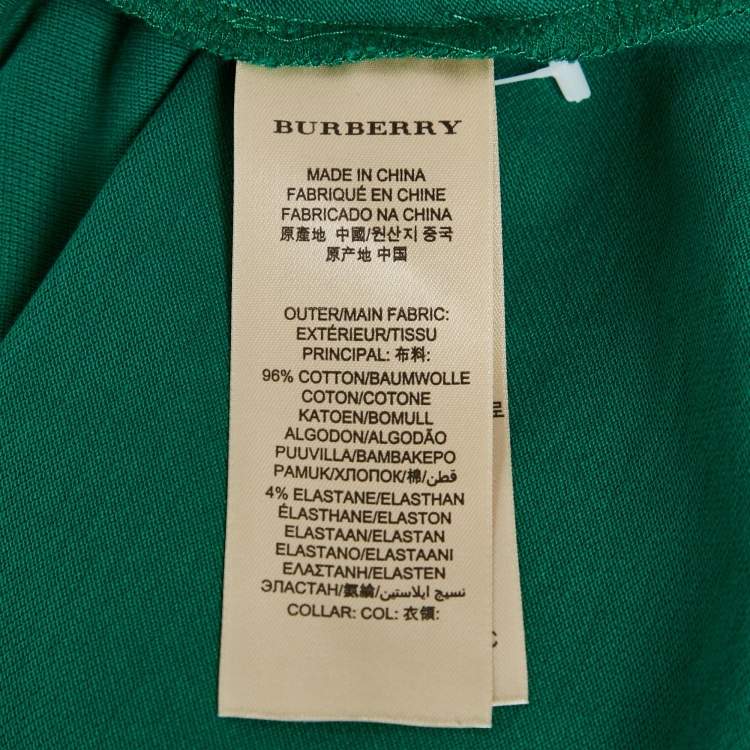 BURBERRY
MADE IN CHINA
FABRIQUÉ EN CHINE
FABRICADO NA CHINA
原產地 中國/원산지 중국
原产地 中国
OUTER/MAIN FABRIC:
EXTÉRIEUR/TISSU
PRINCIPAL: 布料:
96% COTTON/BAUMWOLLE
COTON/COTONE
KATOEN/BOMULL
ALGODON/ALGODÃO
PUUVILLA/BAMBAKEPO
PAMUK/ХЛОПОК/棉/قطن
4% ELASTANE/ELASTHAN
ÉLASTHANE/ELASTON
ELASTAAN/ELASTAN
ELASTANO/ELASTAANI
ΕΛΑΣΤΑΝΗ/ELASTEN
ЭЛАСТАН/氨綸/نسيج ايلاستين
COLLAR: COL: 衣領: